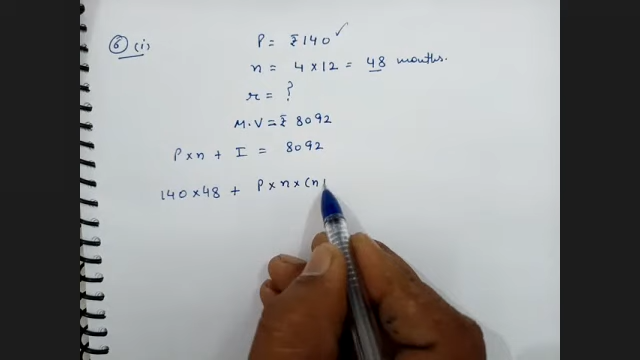 6 (i)
P = ₹140 ✓
n = 4 × 12 = 48 months.
r = ?
M.V = ₹ 8092
P × n + I = 8092
140 × 48 + P × n × (n